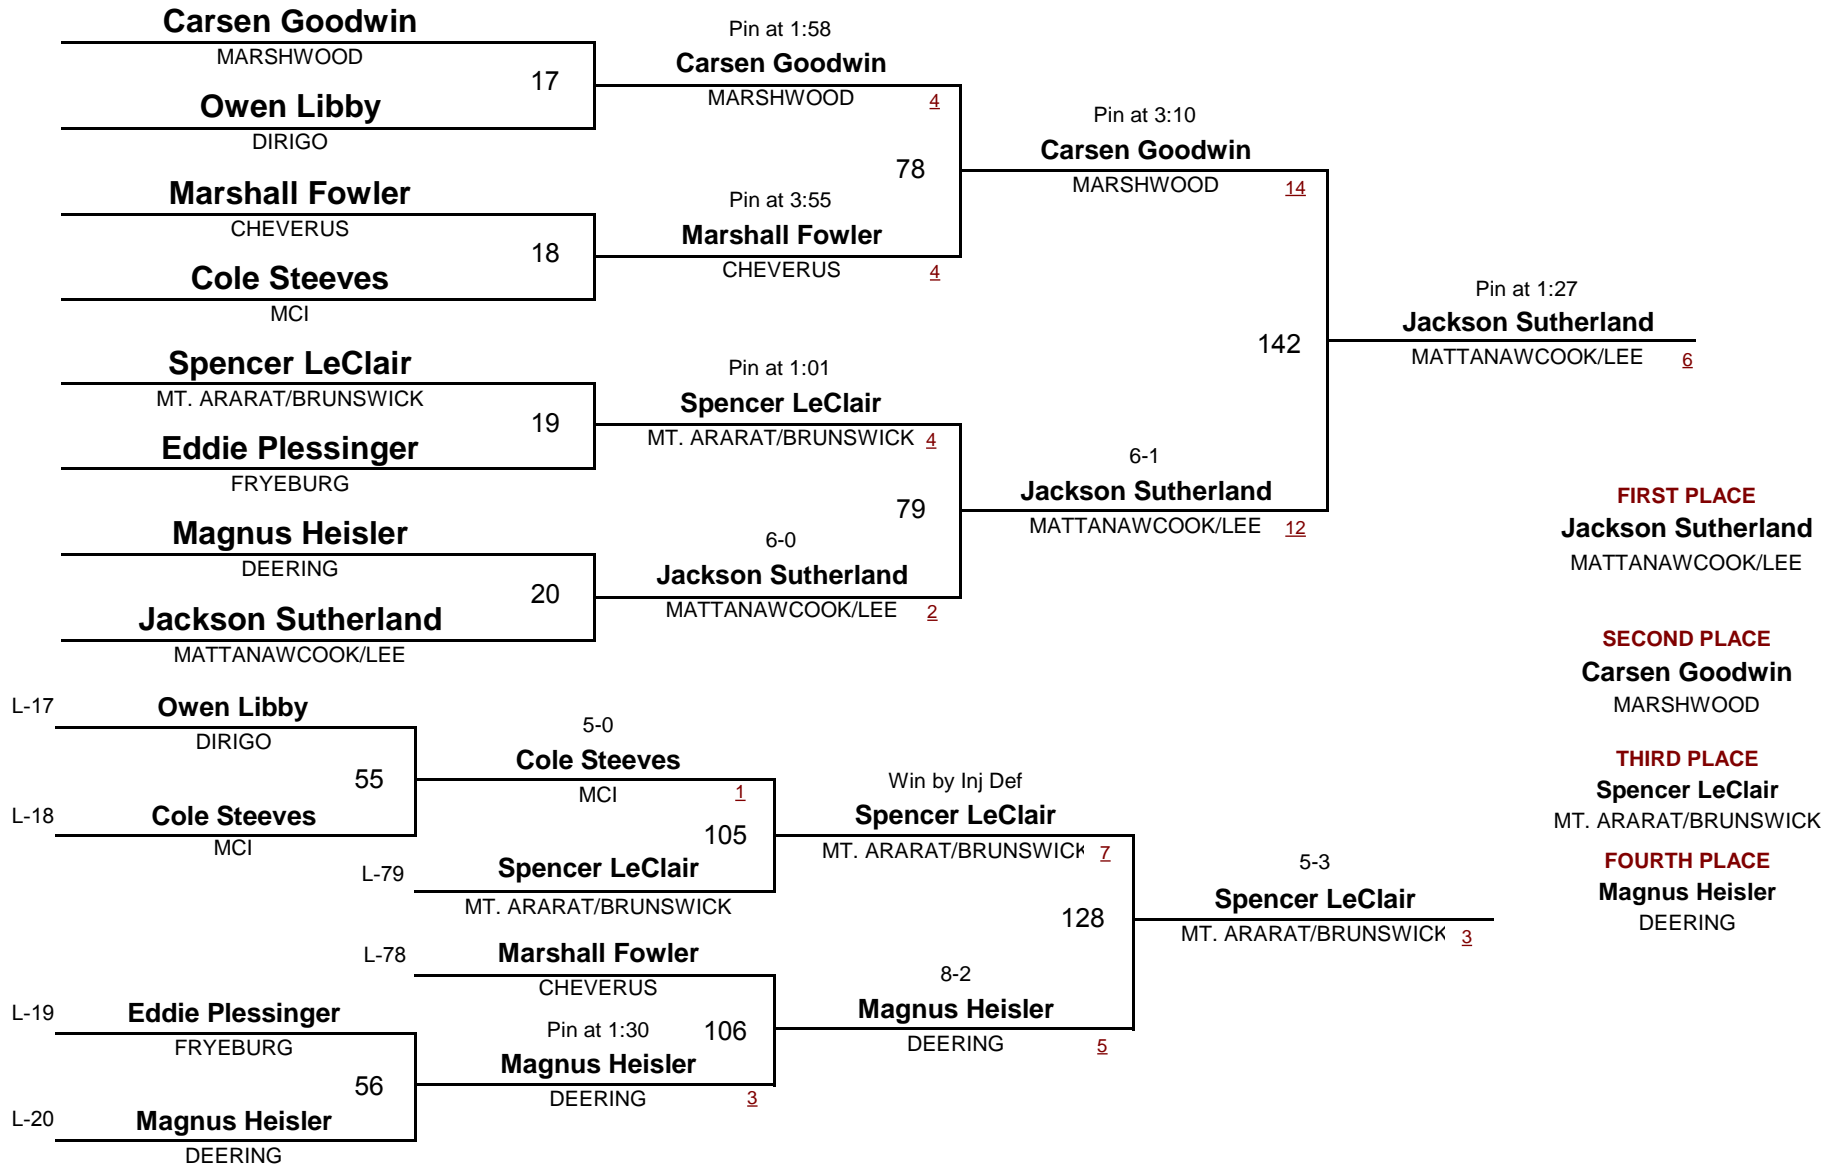 Carsen Goodwin
MARSHWOOD
17
Owen Libby
DIRIGO
Marshall Fowler
CHEVERUS
18
Cole Steeves
MCI
Spencer LeClair
MT. ARARAT/BRUNSWICK
19
Eddie Plessinger
FRYEBURG
Magnus Heisler
DEERING
20
Jackson Sutherland
MATTANAWCOOK/LEE
Pin at 1:58
Carsen Goodwin
MARSHWOOD 4
78
Pin at 3:55
Marshall Fowler
CHEVERUS 4
Pin at 1:01
Spencer LeClair
MT. ARARAT/BRUNSWICK 4
79
6-0
Jackson Sutherland
MATTANAWCOOK/LEE 2
Pin at 3:10
Carsen Goodwin
MARSHWOOD 14
142
6-1
Jackson Sutherland
MATTANAWCOOK/LEE 12
Pin at 1:27
Jackson Sutherland
MATTANAWCOOK/LEE 6
FIRST PLACE
Jackson Sutherland
MATTANAWCOOK/LEE
SECOND PLACE
Carsen Goodwin
MARSHWOOD
THIRD PLACE
Spencer LeClair
MT. ARARAT/BRUNSWICK
FOURTH PLACE
Magnus Heisler
DEERING
L-17 Owen Libby
DIRIGO
55
L-18 Cole Steeves
MCI
5-0
Cole Steeves
MCI 1
105
L-79 Spencer LeClair
MT. ARARAT/BRUNSWICK
L-78 Marshall Fowler
CHEVERUS
L-19 Eddie Plessinger
FRYEBURG
56
L-20 Magnus Heisler
DEERING
Pin at 1:30 106
Magnus Heisler
DEERING 3
Win by Inj Def
Spencer LeClair
MT. ARARAT/BRUNSWICK 7
128
8-2
Magnus Heisler
DEERING 5
5-3
Spencer LeClair
MT. ARARAT/BRUNSWICK 3